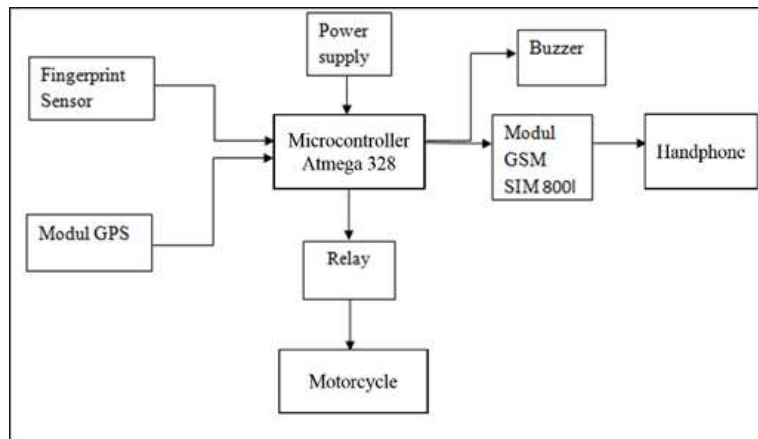 Power
supply
Buzzer
Fingerprint
Sensor
Microcontroller
Atmega 328
Modul
GSM
SIM 800l
Handphone
Modul GPS
Relay
Motorcycle